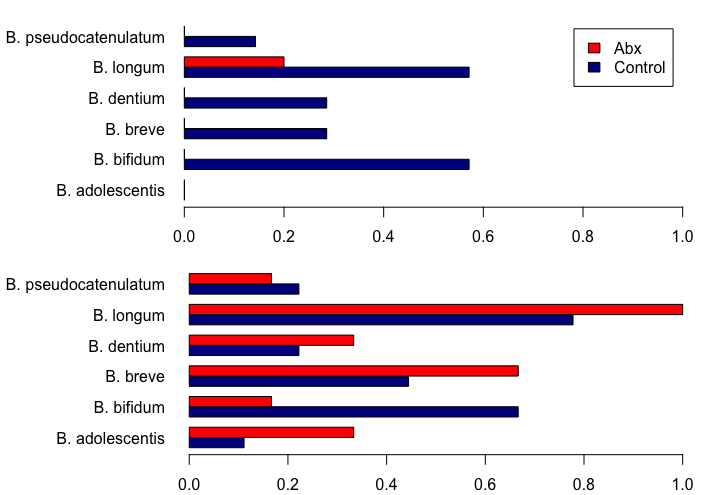 B. pseudocatenulatum
B. longum
B. dentium
B. breve
B. bifidum
B. adolescentis
Abx
Control
0.0 0.2 0.4 0.6 0.8 1.0
B. pseudocatenulatum
B. longum
B. dentium
B. breve
B. bifidum
B. adolescentis
0.0 0.2 0.4 0.6 0.8 1.0